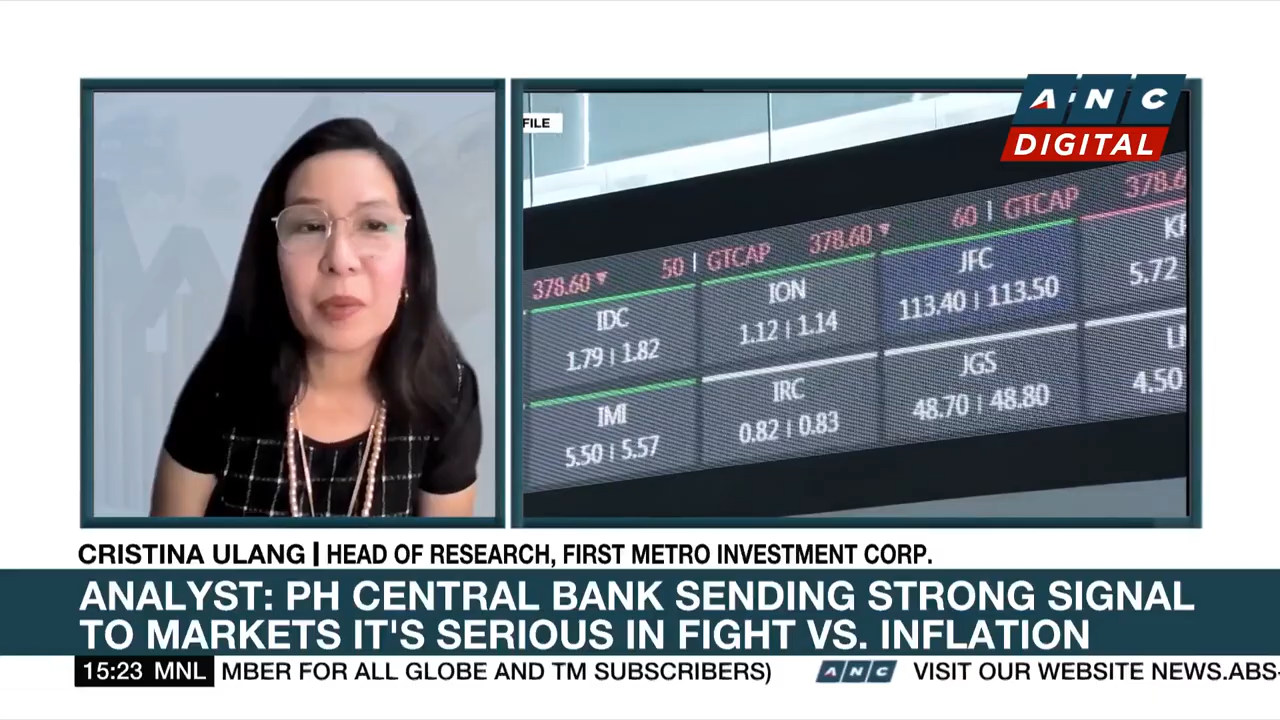 FILE
ANC
DIGITAL
378.60 ▼ 50 | GTCAP 378.60 ▼ 60 | GTCAP 378.6
IDC
1.79 | 1.82
ION
1.12 | 1.14
JFC
113.40 | 113.50
5.72
IMI
5.50 | 5.57
IRC
0.82 | 0.83
JGS
48.70 | 48.80
4.50
CRISTINA ULANG | HEAD OF RESEARCH, FIRST METRO INVESTMENT CORP.
ANALYST: PH CENTRAL BANK SENDING STRONG SIGNAL
TO MARKETS IT'S SERIOUS IN FIGHT VS. INFLATION
15:23 MNL MBER FOR ALL GLOBE AND TM SUBSCRIBERS) ANC VISIT OUR WEBSITE NEWS.ABS-